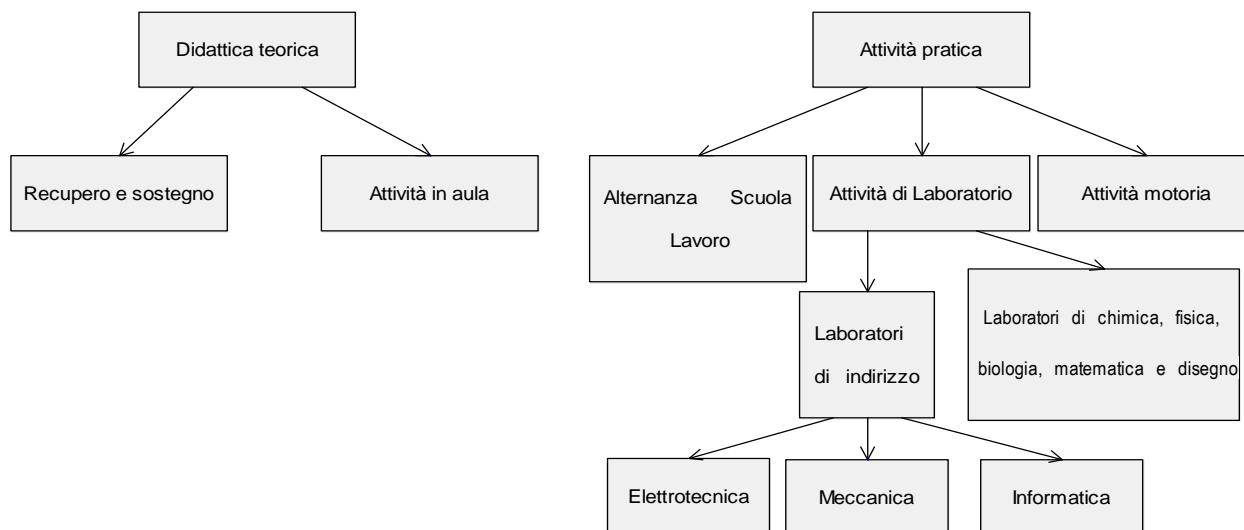 Didattica teorica
Attività pratica
Recupero e sostegno
Attività in aula
Alternanza Scuola
Lavoro
Attività di Laboratorio
Attività motoria
Laboratori
di indirizzo
Laboratori di chimica, fisica,
biologia, matematica e disegno
Elettrotecnica
Meccanica
Informatica